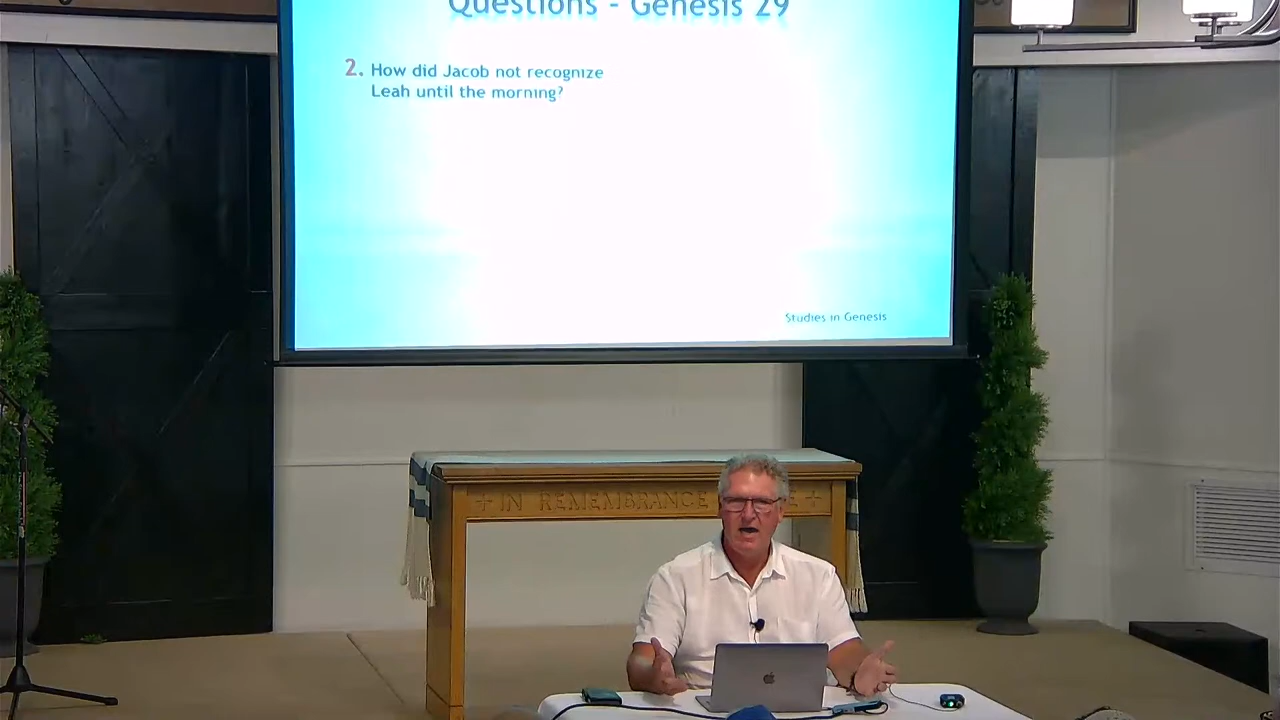 Questions - Genesis 29
2. How did Jacob not recognize
Leah until the morning?
Studies in Genesis
IN REMEMBRANCE